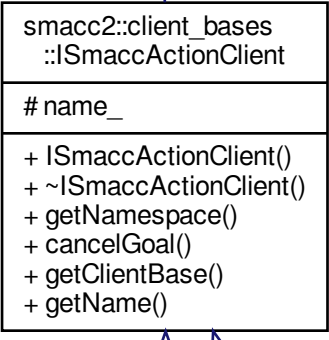 smacc2::client_bases
::ISmaccActionClient
# name_
+ ISmaccActionClient()
+ ~ISmaccActionClient()
+ getNamespace()
+ cancelGoal()
+ getClientBase()
+ getName()